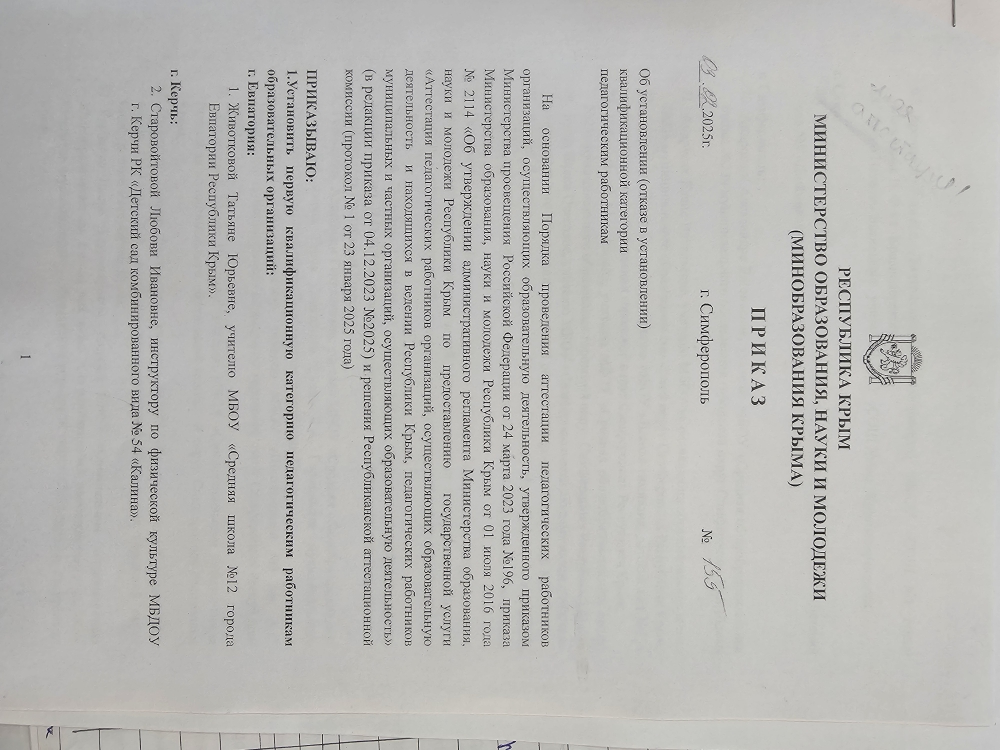 РЕСПУБЛИКА КРЫМ
МИНИСТЕРСТВО ОБРАЗОВАНИЯ, НАУКИ И МОЛОДЕЖИ
(МИНОБРАЗОВАНИЯ КРЫМА)
ПРИКАЗ
03.02.2025г. г. Симферополь № 155
Об установлении (отказе в установлении)
квалификационной категории
педагогическим работникам
На основании Порядка проведения аттестации педагогических работников
организаций, осуществляющих образовательную деятельность, утвержденного приказом
Министерства просвещения Российской Федерации от 24 марта 2023 года №196, приказа
Министерства образования, науки и молодежи Республики Крым от 01 июля 2016 года
№ 2114 «Об утверждении административного регламента Министерства образования,
науки и молодежи Республики Крым по предоставлению государственной услуги
«Аттестация педагогических работников организаций, осуществляющих образовательную
деятельность и находящихся в ведении Республики Крым, педагогических работников
муниципальных и частных организаций, осуществляющих образовательную деятельность»
(в редакции приказа от 04.12.2023 №2025) и решения Республиканской аттестационной
комиссии (протокол № 1 от 23 января 2025 года)
ПРИКАЗЫВАЮ:
1.Установить первую квалификационную категорию педагогическим работникам
образовательных организаций:
г. Евпатория:
1. Животковой Татьяне Юрьевне, учителю МБОУ «Средняя школа №12 города
Евпатории Республики Крым».
г. Керчь:
2. Старовойтовой Любови Ивановне, инструктору по физической культуре МБДОУ
г. Керчи РК «Детский сад комбинированного вида № 54 «Калина».
1